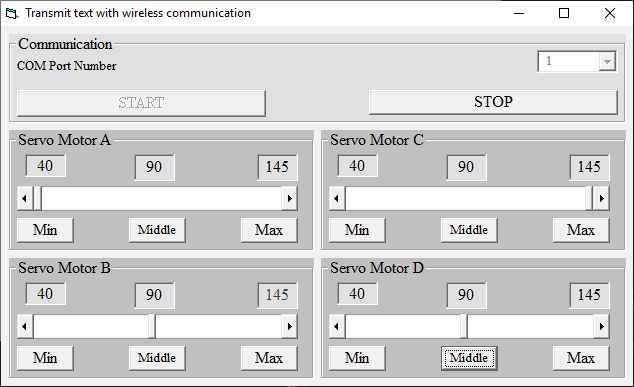 Transmit text with wireless communication
Communication
COM Port Number
1
START
STOP
Servo Motor A
40 90 145
Min Middle Max
Servo Motor C
40 90 145
Min Middle Max
Servo Motor B
40 90 145
Min Middle Max
Servo Motor D
40 90 145
Min Middle Max